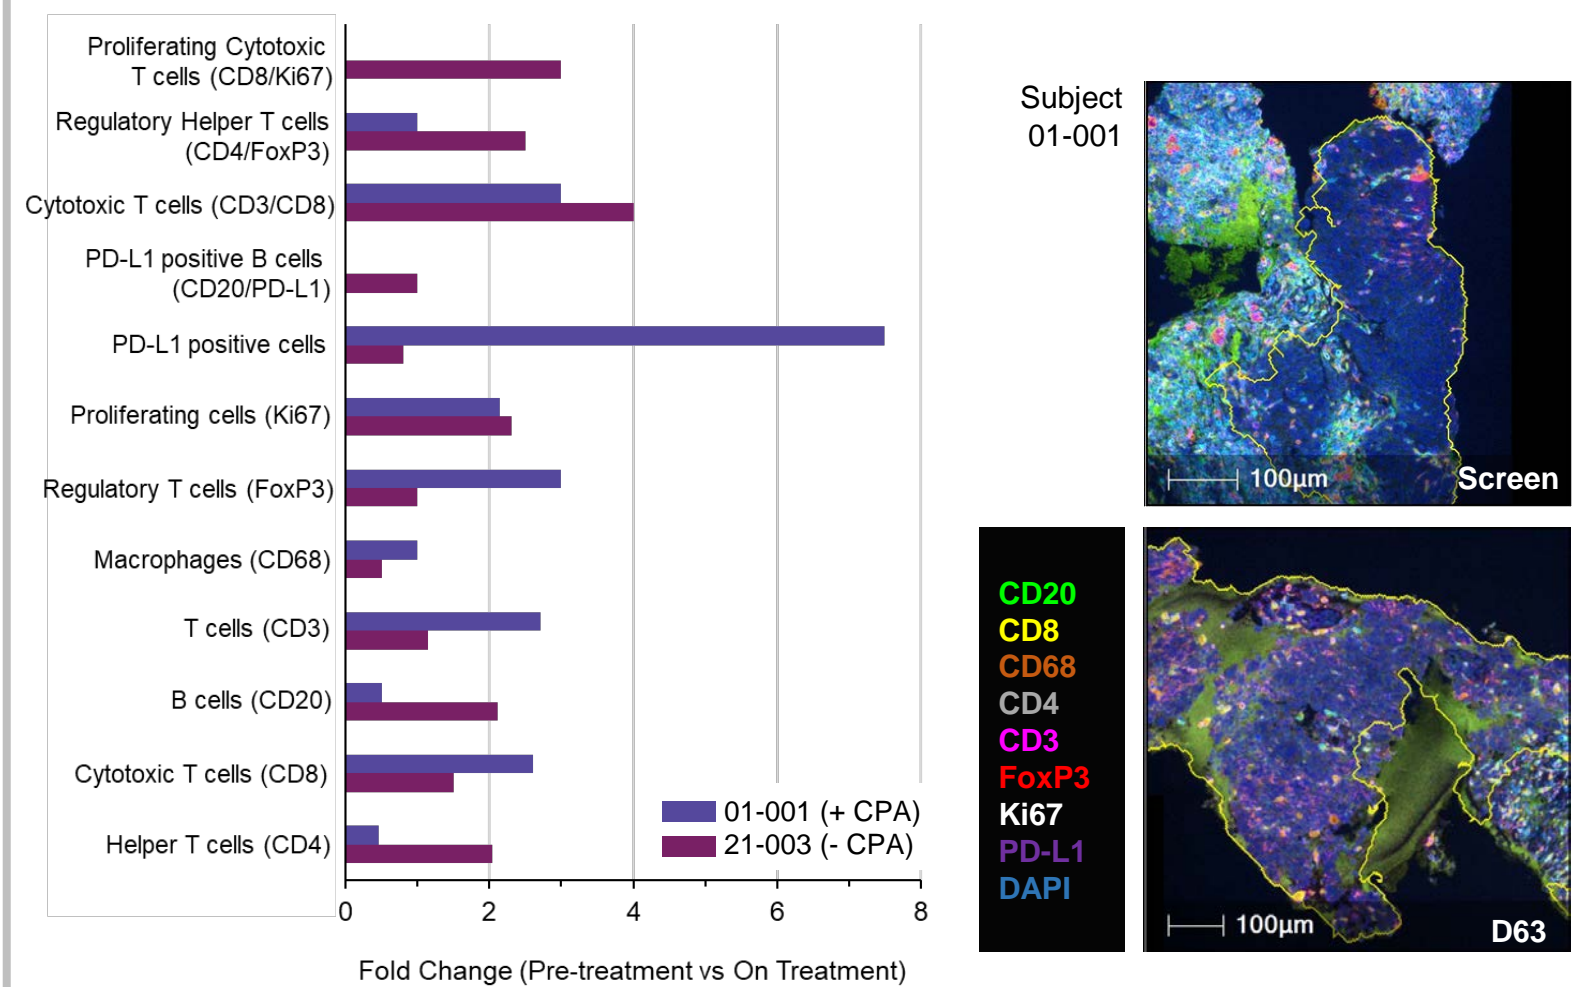 Proliferating Cytotoxic
T cells (CD8/Ki67)
Regulatory Helper T cells
(CD4/FoxP3)
Cytotoxic T cells (CD3/CD8)
PD-L1 positive B cells
(CD20/PD-L1)
PD-L1 positive cells
Proliferating cells (Ki67)
Regulatory T cells (FoxP3)
Macrophages (CD68)
T cells (CD3)
B cells (CD20)
Cytotoxic T cells (CD8)
Helper T cells (CD4)
01-001 (+ CPA)
21-003 (- CPA)
0 2 4 6 8
Fold Change (Pre-treatment vs On Treatment)
Subject
01-001
100µm
Screen
CD20
CD8
CD68
CD4
CD3
FoxP3
Ki67
PD-L1
DAPI
100µm
D63